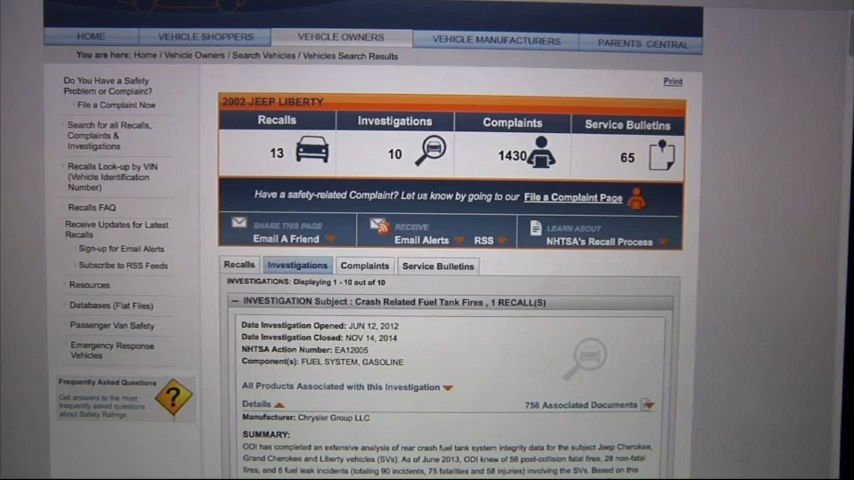 HOME
VEHICLE SHOPPERS
VEHICLE OWNERS
VEHICLE MANUFACTURERS
PARENTS CENTRAL
You are here: Home / Vehicle Owners / Search Vehicles / Vehicles Search Results
Do You Have a Safety
Problem or Complaint?
File a Complaint Now
Search for all Recalls,
Complaints &
Investigations
Recalls Look-up by VIN
(Vehicle Identification
Number)
Recalls FAQ
Receive Updates for Latest
Recalls
Sign-up for Email Alerts
Subscribe to RSS Feeds
Resources
Databases (Flat Files)
Passenger Van Safety
Emergency Response
Vehicles
Frequently Asked Questions
Get answers to the most
frequently asked questions
about Safety Ratings
?
Print
2002 JEEP LIBERTY
Recalls
Investigations
Complaints
Service Bulletins
13
10
1430
65
Have a safety-related Complaint? Let us know by going to our File a Complaint Page
SHARE THIS PAGE
Email A Friend
RECEIVE
Email Alerts
RSS
LEARN ABOUT
NHTSA's Recall Process
Recalls
Investigations
Complaints
Service Bulletins
INVESTIGATIONS: Displaying 1 - 10 out of 10
INVESTIGATION Subject : Crash Related Fuel Tank Fires , 1 RECALL(S)
Date Investigation Opened: JUN 12, 2012
Date Investigation Closed: NOV 14, 2014
NHTSA Action Number: EA12005
Component(s): FUEL SYSTEM, GASOLINE
All Products Associated with this Investigation
Details
756 Associated Documents
Manufacturer: Chrysler Group LLC
SUMMARY:
ODI has completed an extensive analysis of rear crash fuel tank system integrity data for the subject Jeep Cherokee,
Grand Cherokee and Liberty vehicles (SVs). As of June 2013, ODI knew of 56 post-collision fatal fires, 28 non-fatal
fires, and 6 fuel leak incidents (totaling 90 incidents, 75 fatalities and 58 injuries) involving the SVs. Based on the